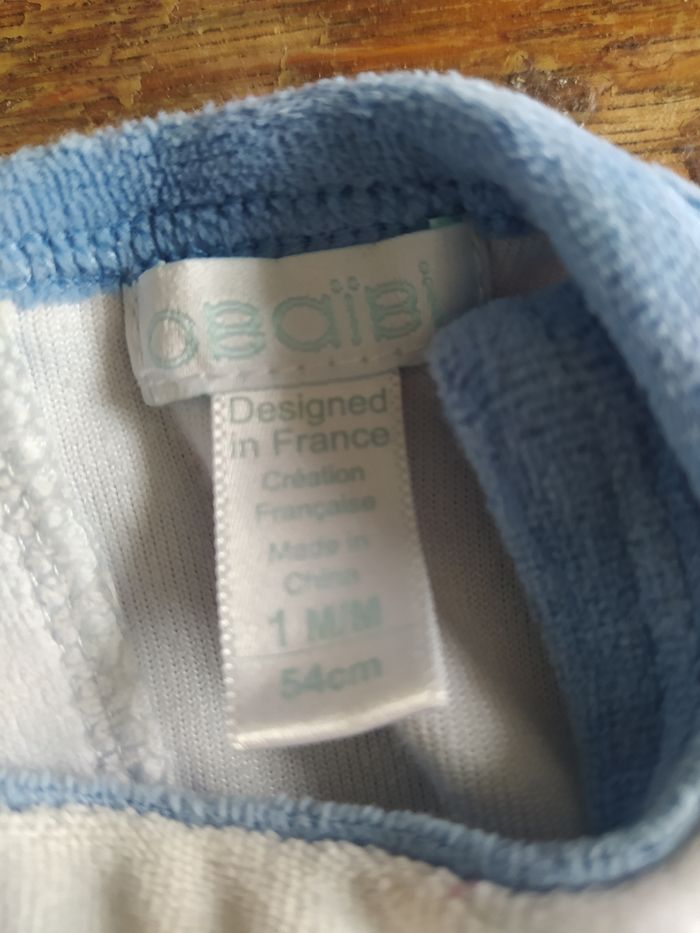 obaïbi
Designed
in France
Création
Française
Made in
China
1 M/M
54cm